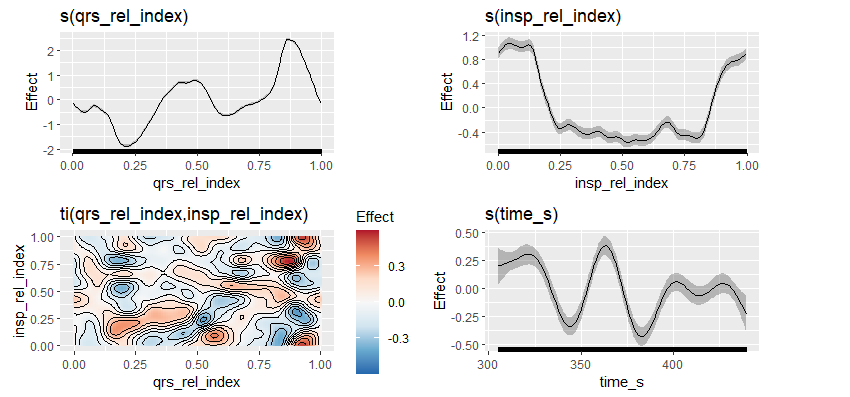 s(qrs_rel_index)
Effect
2
1
0
-1
-2
0.00 0.25 0.50 0.75 1.00
qrs_rel_index
s(insp_rel_index)
Effect
1.2
0.8
0.4
0.0
-0.4
0.00 0.25 0.50 0.75 1.00
insp_rel_index
ti(qrs_rel_index,insp_rel_index)
insp_rel_index
1.00
0.75
0.50
0.25
0.00
0.00 0.25 0.50 0.75 1.00
qrs_rel_index
Effect
0.3
0.0
-0.3
s(time_s)
Effect
0.50
0.25
0.00
-0.25
-0.50
300 350 400
time_s